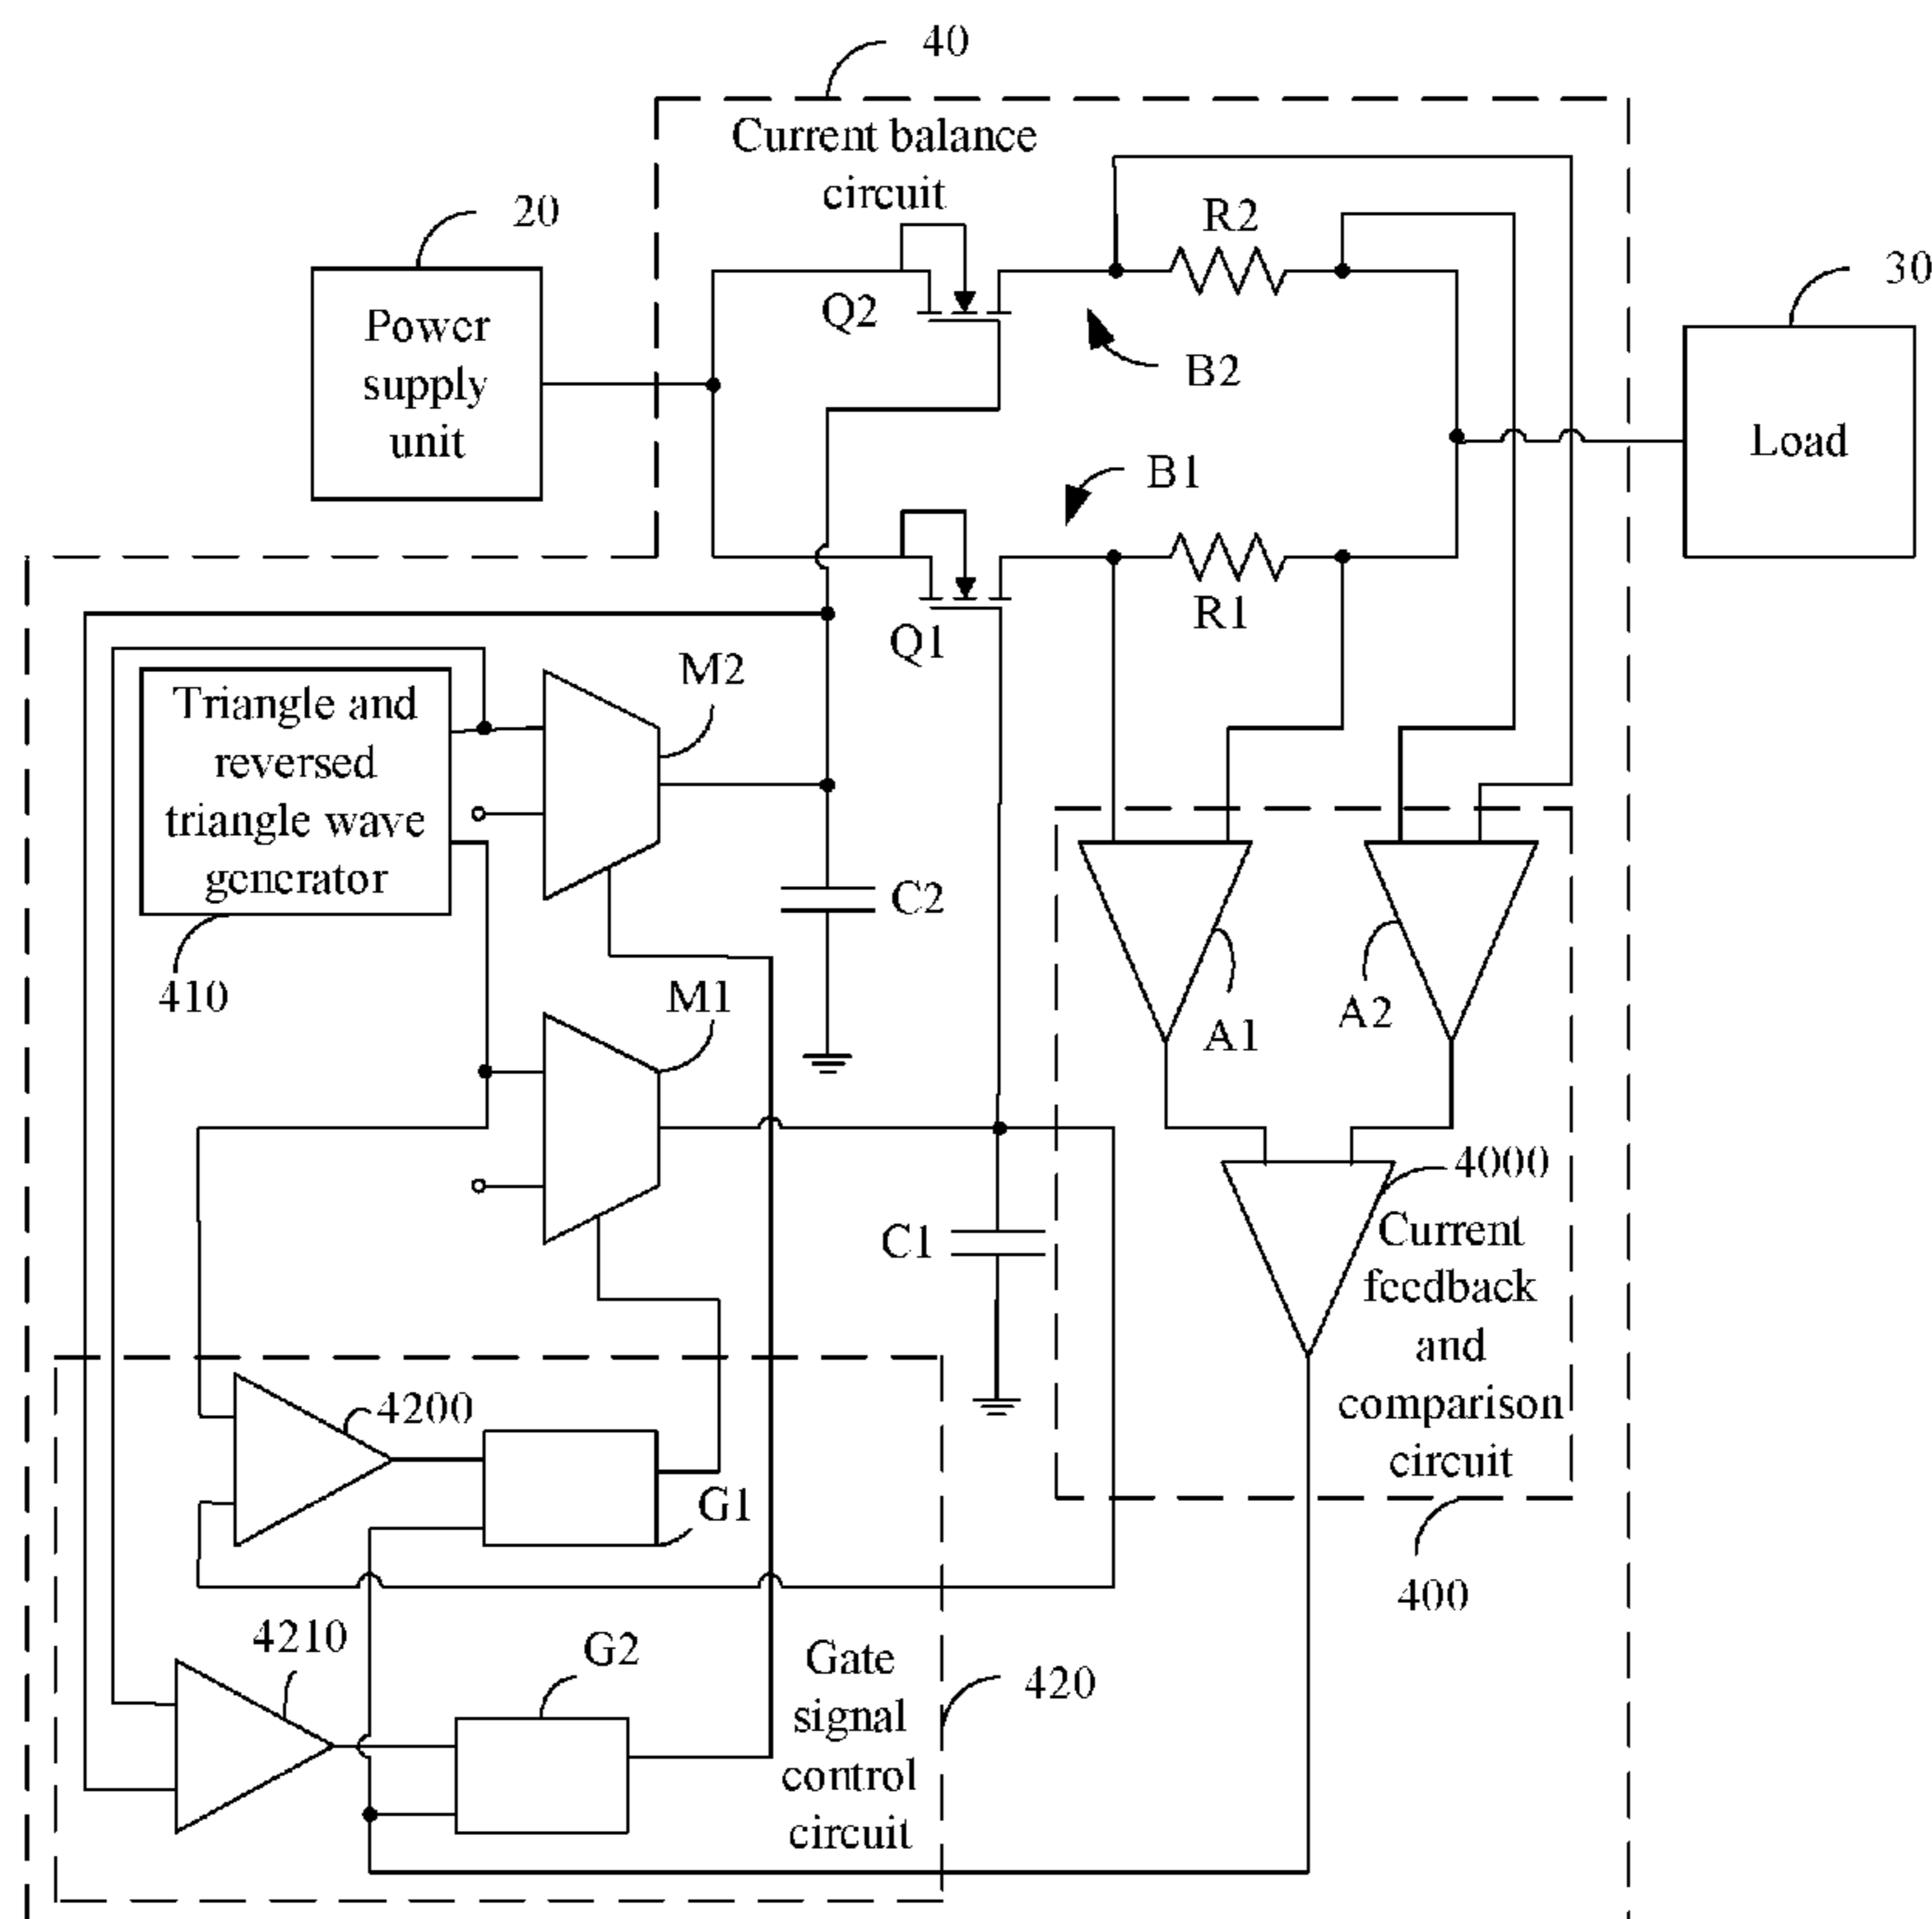 40
Current balance
circuit
20
R2
30
Power
supply
unit
Q2
B2
Load
B1
R1
Q1
M2
Triangle and
reversed
triangle wave
generator
C2
410
M1
A1
A2
4000
C1
Current
feedback
and
comparison
circuit
4200
G1
400
4210
G2
Gate
signal
control
circuit
420